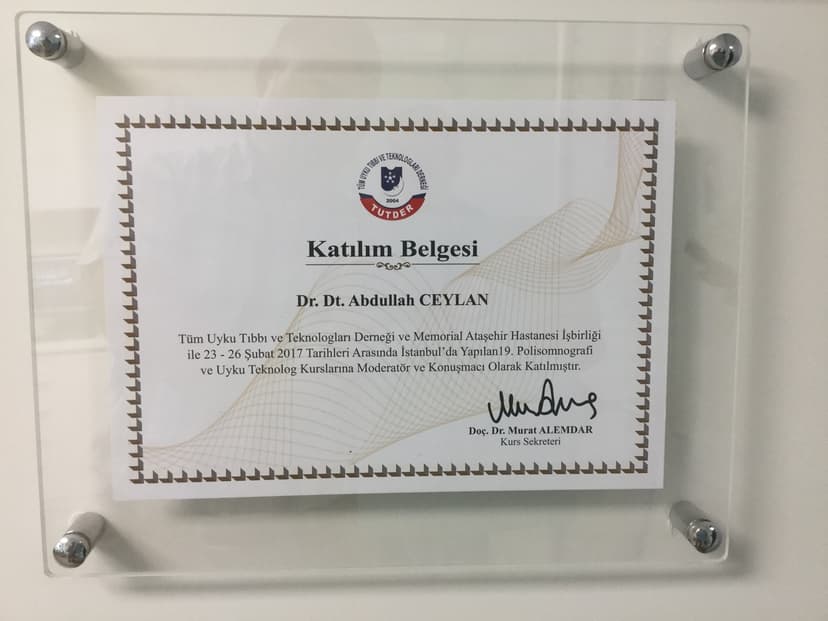 TÜM UYKU TIBBI VE TEKNOLOGLARI DERNEĞİ
2004
TUTDER
Katılım Belgesi
Dr. Dt. Abdullah CEYLAN
Tüm Uyku Tıbbı ve Teknologları Derneği ve Memorial Ataşehir Hastanesi İşbirliği
ile 23 - 26 Şubat 2017 Tarihleri Arasında İstanbul'da Yapılan19. Polisomnografi
ve Uyku Teknolog Kurslarına Moderatör ve Konuşmacı Olarak Katılmıştır.
Doç. Dr. Murat ALEMDAR
Kurs Sekreteri